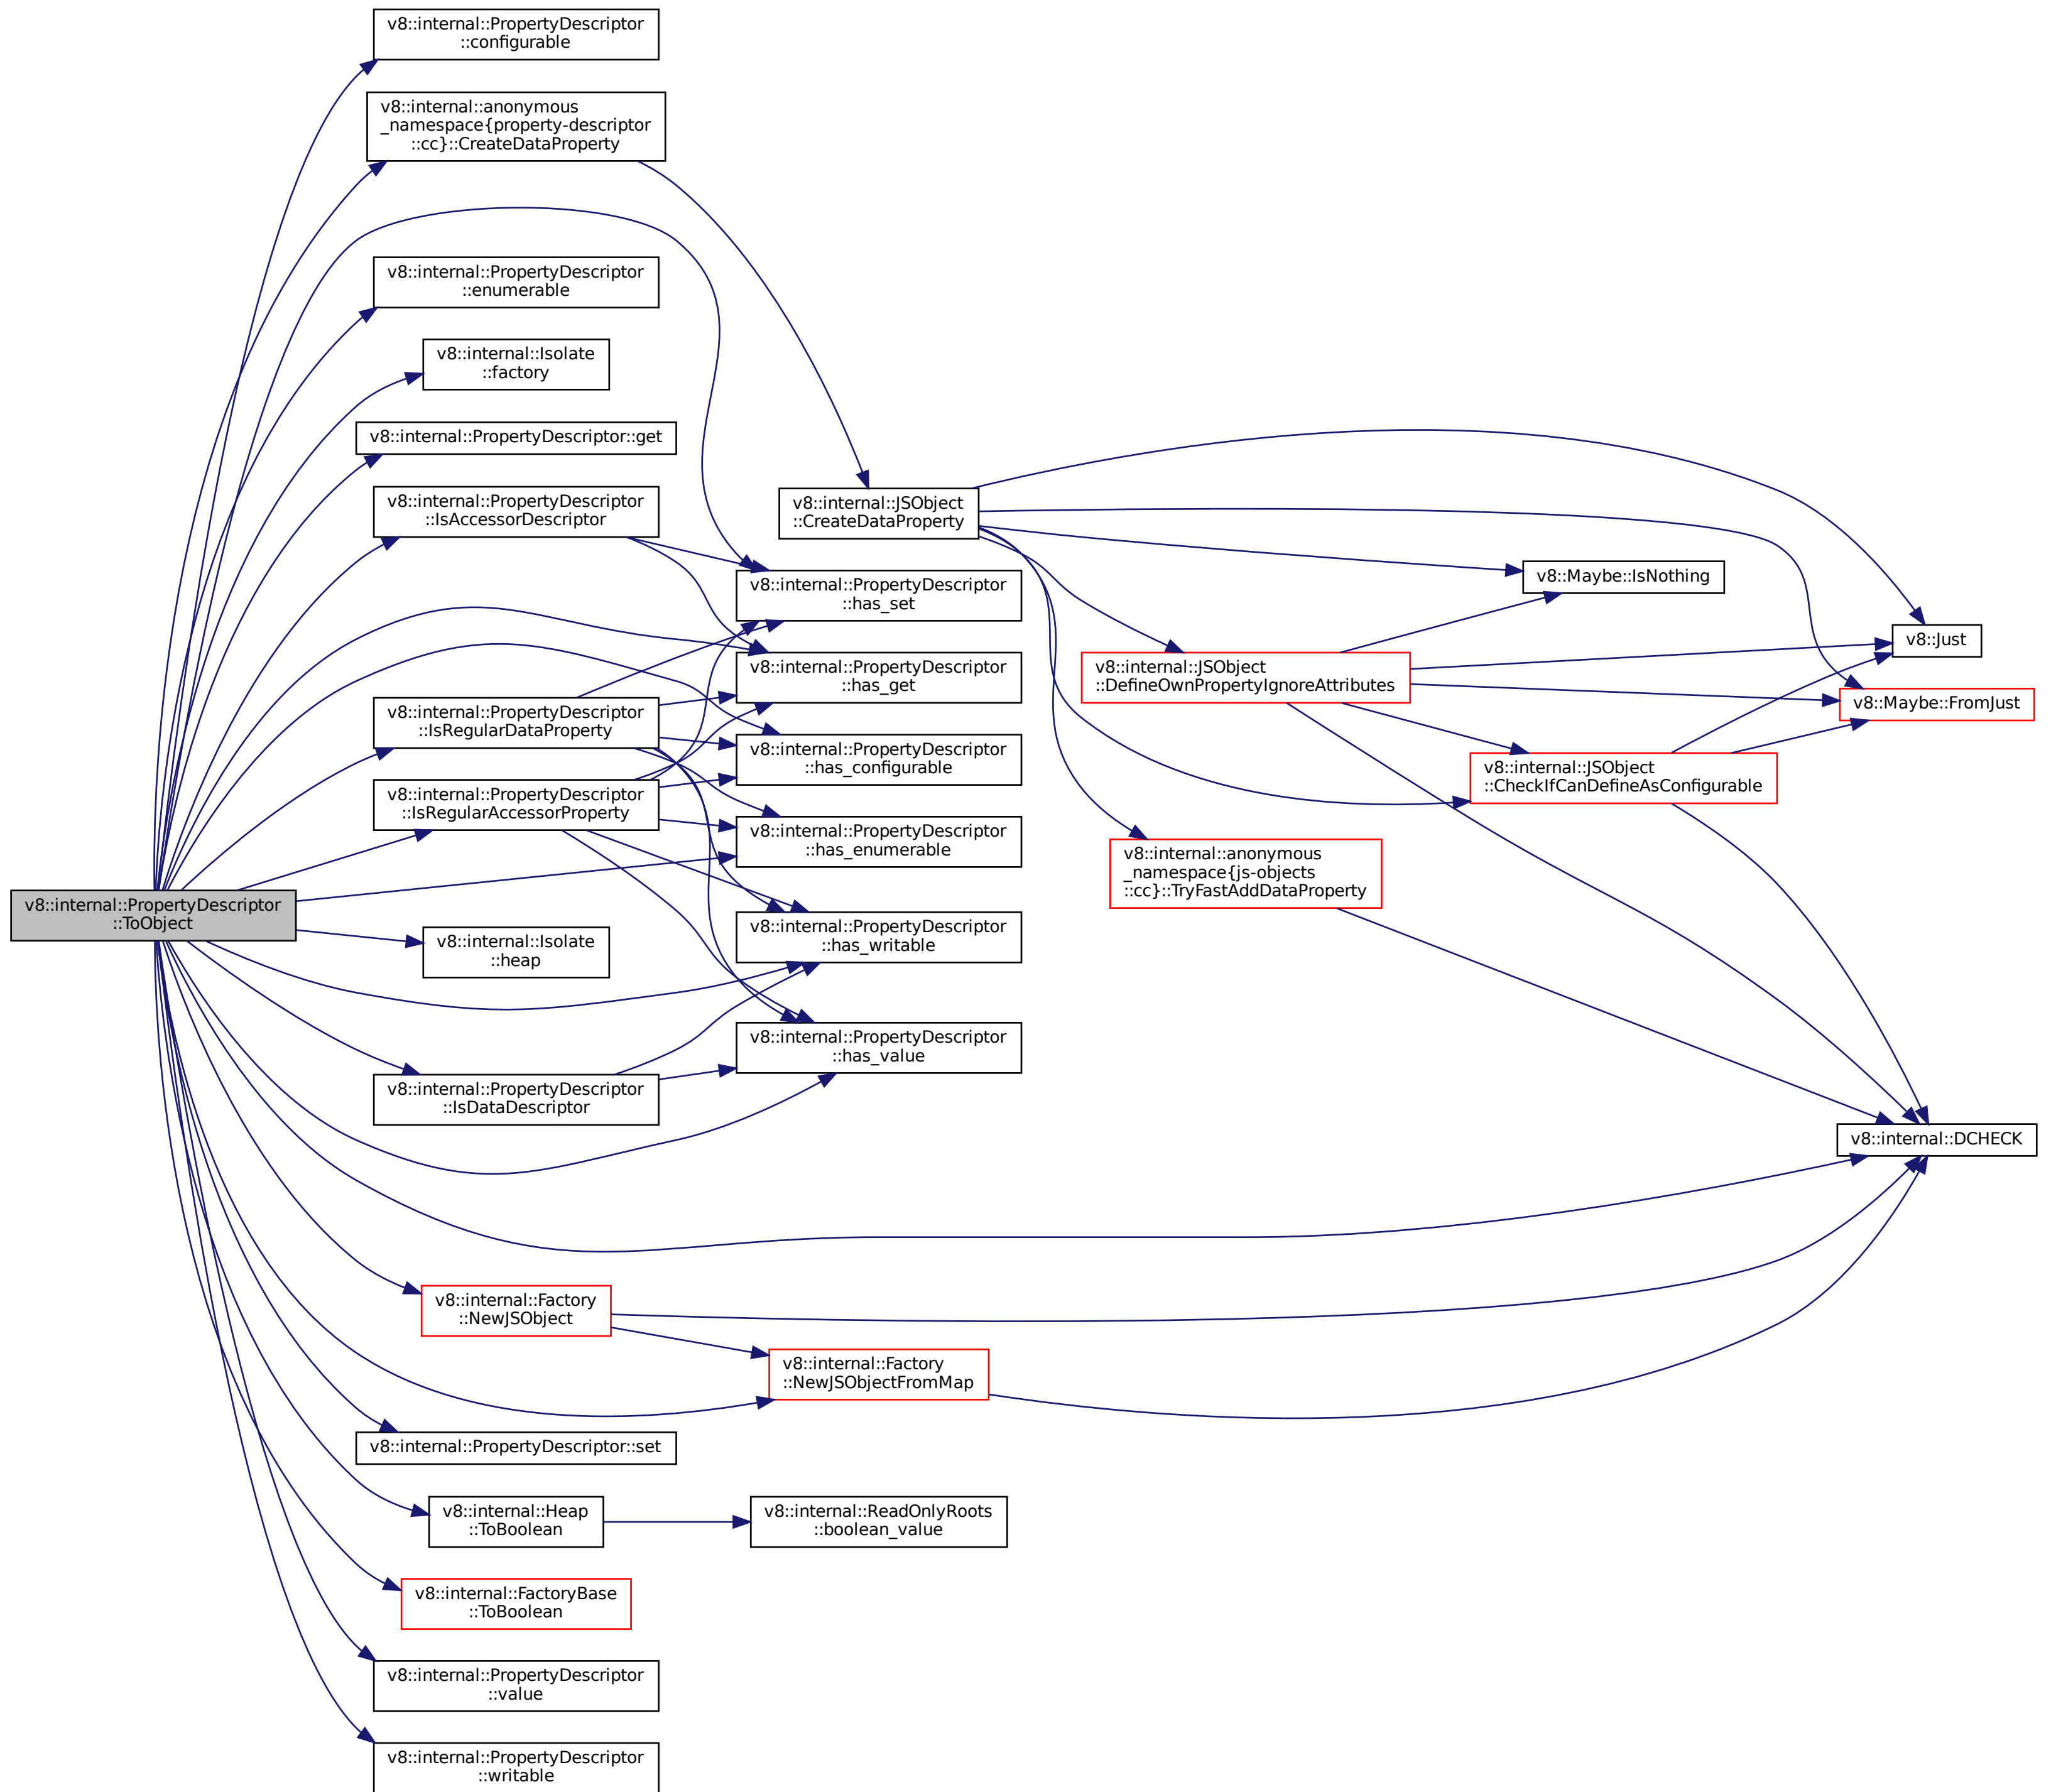 v8::internal::PropertyDescriptor
::configurable
v8::internal::anonymous
_namespace{property-descriptor
::cc}::CreateDataProperty
v8::internal::PropertyDescriptor
::enumerable
v8::internal::Isolate
::factory
v8::internal::PropertyDescriptor::get
v8::internal::PropertyDescriptor
::IsAccessorDescriptor
v8::internal::JSObject
::CreateDataProperty
v8::Maybe::IsNothing
v8::internal::PropertyDescriptor
::has_set
v8::Just
v8::internal::PropertyDescriptor
::has_get
v8::internal::JSObject
::DefineOwnPropertyIgnoreAttributes
v8::Maybe::FromJust
v8::internal::PropertyDescriptor
::IsRegularDataProperty
v8::internal::PropertyDescriptor
::has_configurable
v8::internal::JSObject
::CheckIfCanDefineAsConfigurable
v8::internal::PropertyDescriptor
::IsRegularAccessorProperty
v8::internal::PropertyDescriptor
::has_enumerable
v8::internal::anonymous
_namespace{js-objects
::cc}::TryFastAddDataProperty
v8::internal::PropertyDescriptor
::ToObject
v8::internal::Isolate
::heap
v8::internal::PropertyDescriptor
::has_writable
v8::internal::PropertyDescriptor
::has_value
v8::internal::PropertyDescriptor
::IsDataDescriptor
v8::internal::DCHECK
v8::internal::Factory
::NewJSObject
v8::internal::Factory
::NewJSObjectFromMap
v8::internal::PropertyDescriptor::set
v8::internal::Heap
::ToBoolean
v8::internal::ReadOnlyRoots
::boolean_value
v8::internal::FactoryBase
::ToBoolean
v8::internal::PropertyDescriptor
::value
v8::internal::PropertyDescriptor
::writable